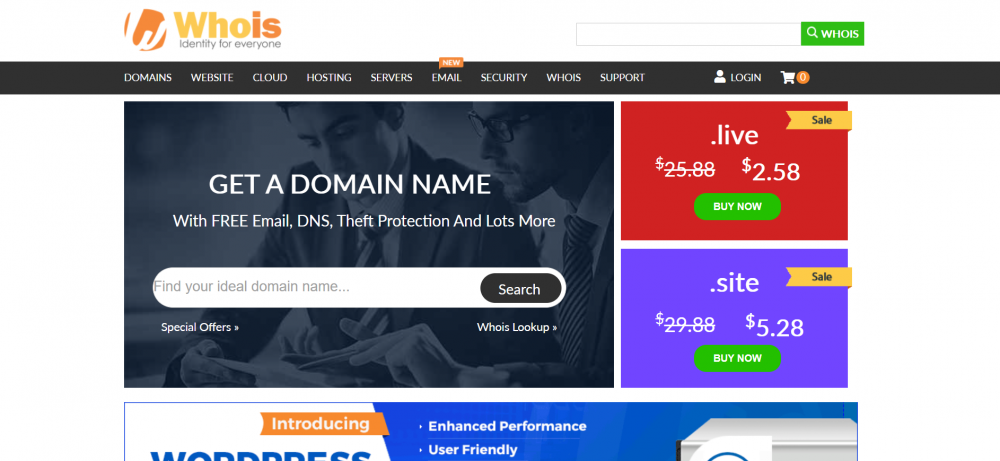 Whois
Identity for everyone
WHOIS
NEW
DOMAINS WEBSITE CLOUD HOSTING SERVERS EMAIL SECURITY WHOIS SUPPORT LOGIN 0
GET A DOMAIN NAME
With FREE Email, DNS, Theft Protection And Lots More
Find your ideal domain name...
Search
Special Offers »
Whois Lookup »
Sale
.live
$25.88 $2.58
BUY NOW
Sale
.site
$29.88 $5.28
BUY NOW
Introducing
WORDPRESS
Enhanced Performance
User Friendly